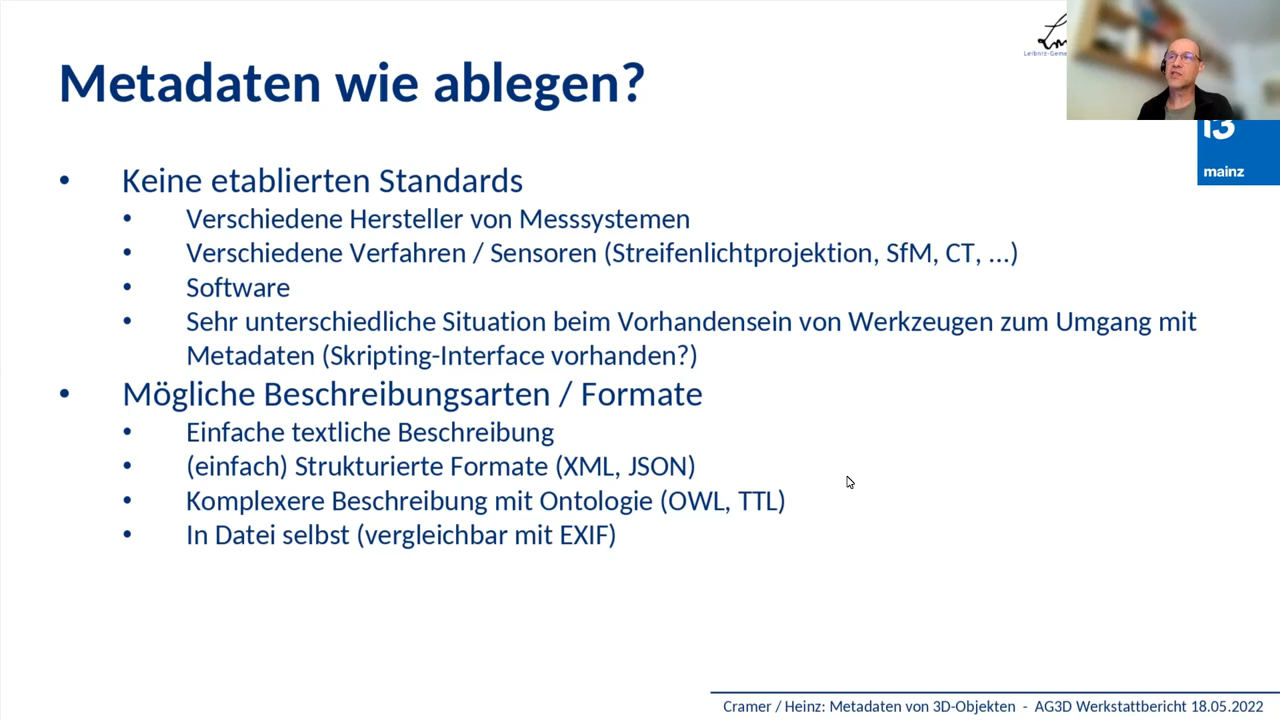 Metadaten wie ablegen?
• Keine etablierten Standards
• Verschiedene Hersteller von Messsystemen
• Verschiedene Verfahren / Sensoren (Streifenlichtprojektion, SfM, CT, ...)
• Software
• Sehr unterschiedliche Situation beim Vorhandensein von Werkzeugen zum Umgang mit
Metadaten (Skripting-Interface vorhanden?)
• Mögliche Beschreibungsarten / Formate
• Einfache textliche Beschreibung
• (einfach) Strukturierte Formate (XML, JSON)
• Komplexere Beschreibung mit Ontologie (OWL, TTL)
• In Datei selbst (vergleichbar mit EXIF)
mainz
Cramer / Heinz: Metadaten von 3D-Objekten - AG3D Werkstattbericht 18.05.2022